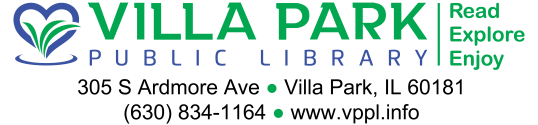 VILLA PARK
PUBLIC LIBRARY
Read
Explore
Enjoy
305 S Ardmore Ave ● Villa Park, IL 60181
(630) 834-1164 ● www.vppl.info